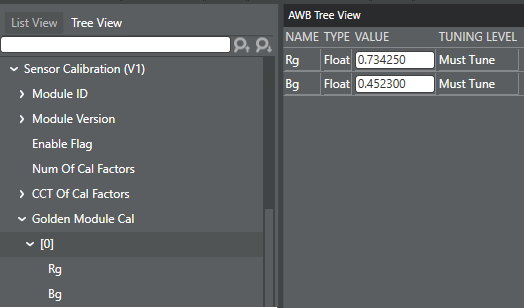 List View Tree View
Sensor Calibration (V1)
Module ID
Module Version
Enable Flag
Num Of Cal Factors
CCT Of Cal Factors
Golden Module Cal
[0]
Rg
Bg
AWB Tree View
NAME TYPE VALUE TUNING LEVEL
Rg Float 0.734250 Must Tune
Bg Float 0.452300 Must Tune